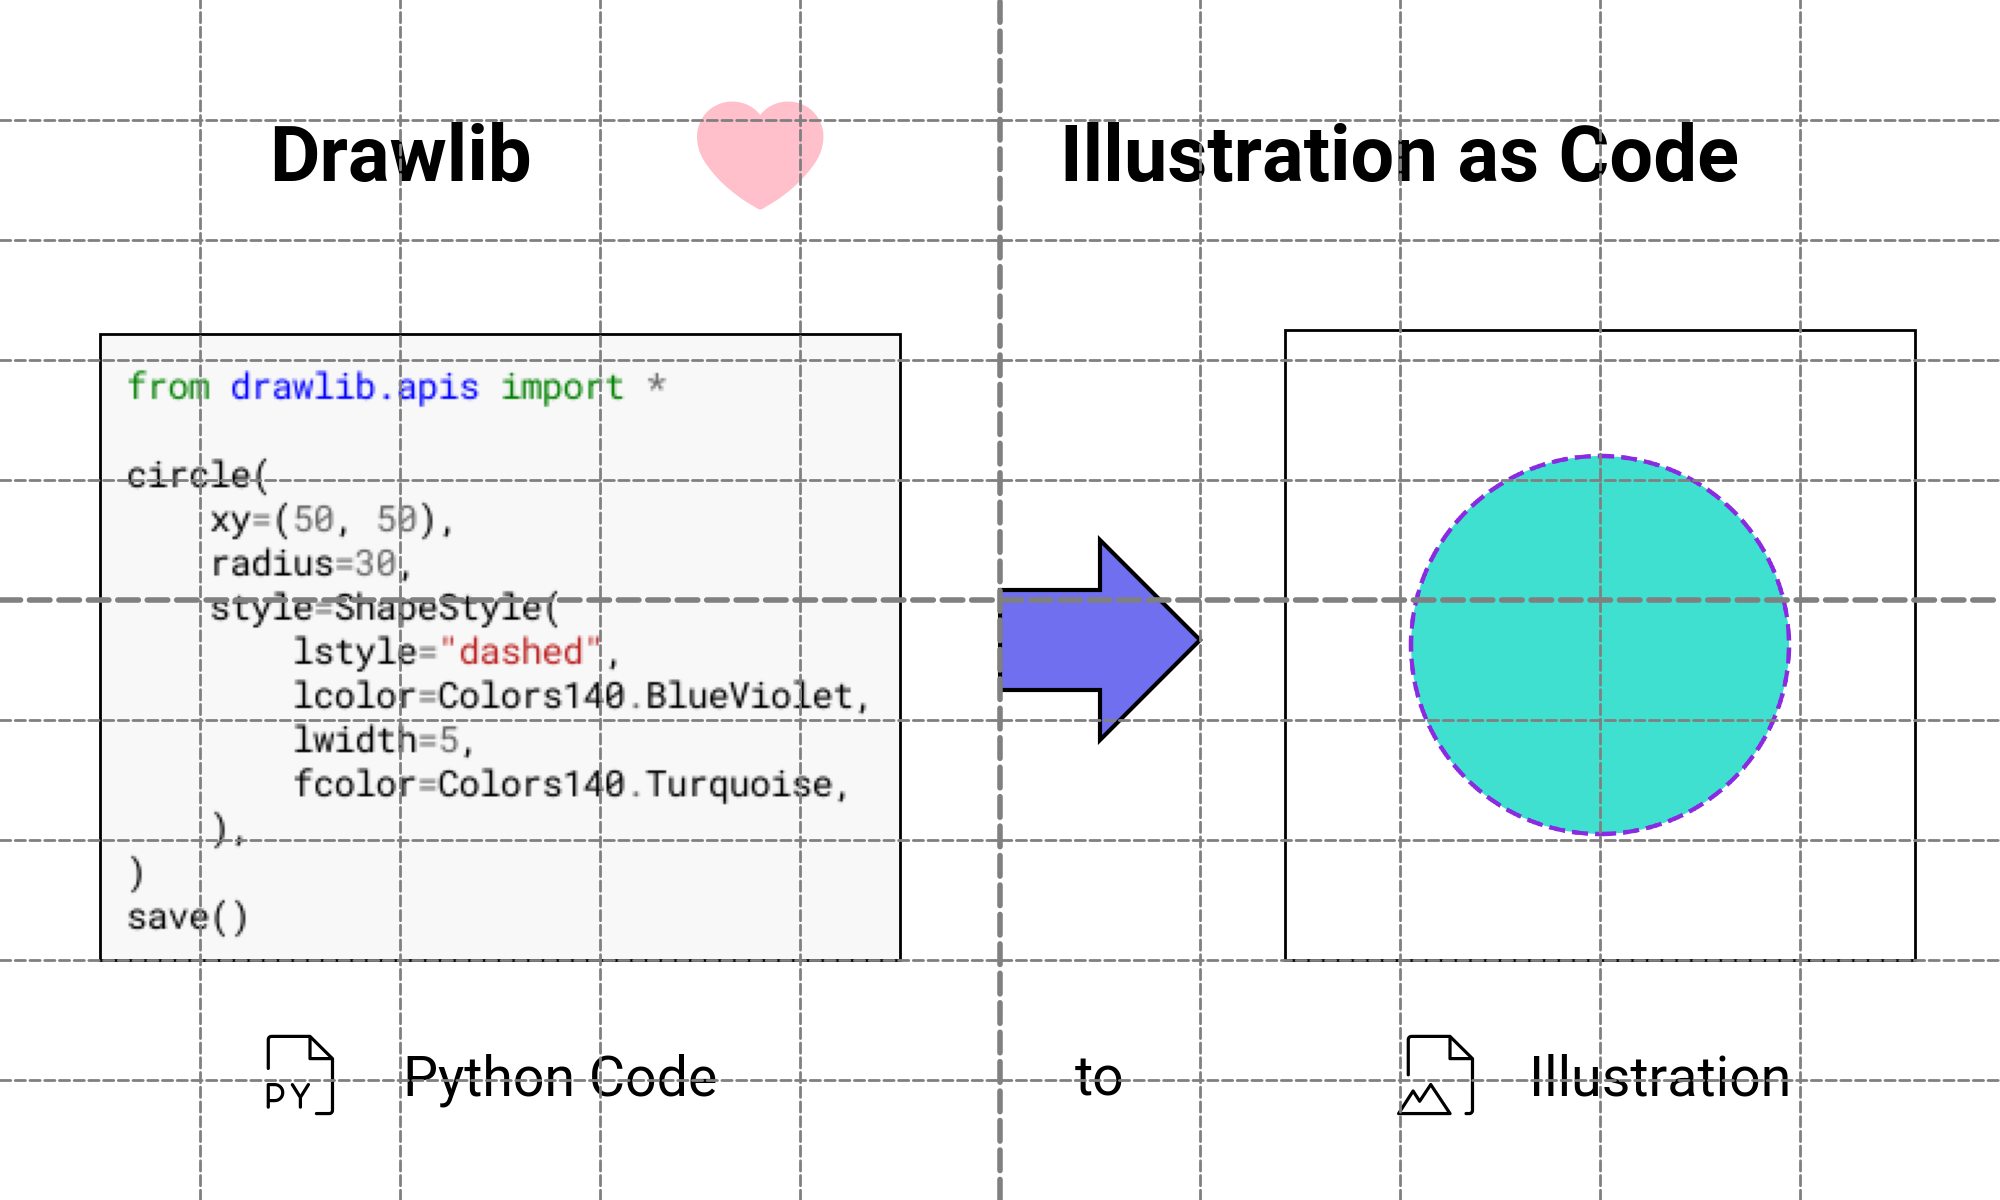 Drawlib
Illustration as Code
from drawlib.apis import *
circle(
    xy=(50, 50),
    radius=30,
    style=ShapeStyle(
        lstyle="dashed",
        lcolor=Colors140.BlueViolet,
        lwidth=5,
        fcolor=Colors140.Turquoise,
    ),
)
save()
PY
Python Code
to
Illustration